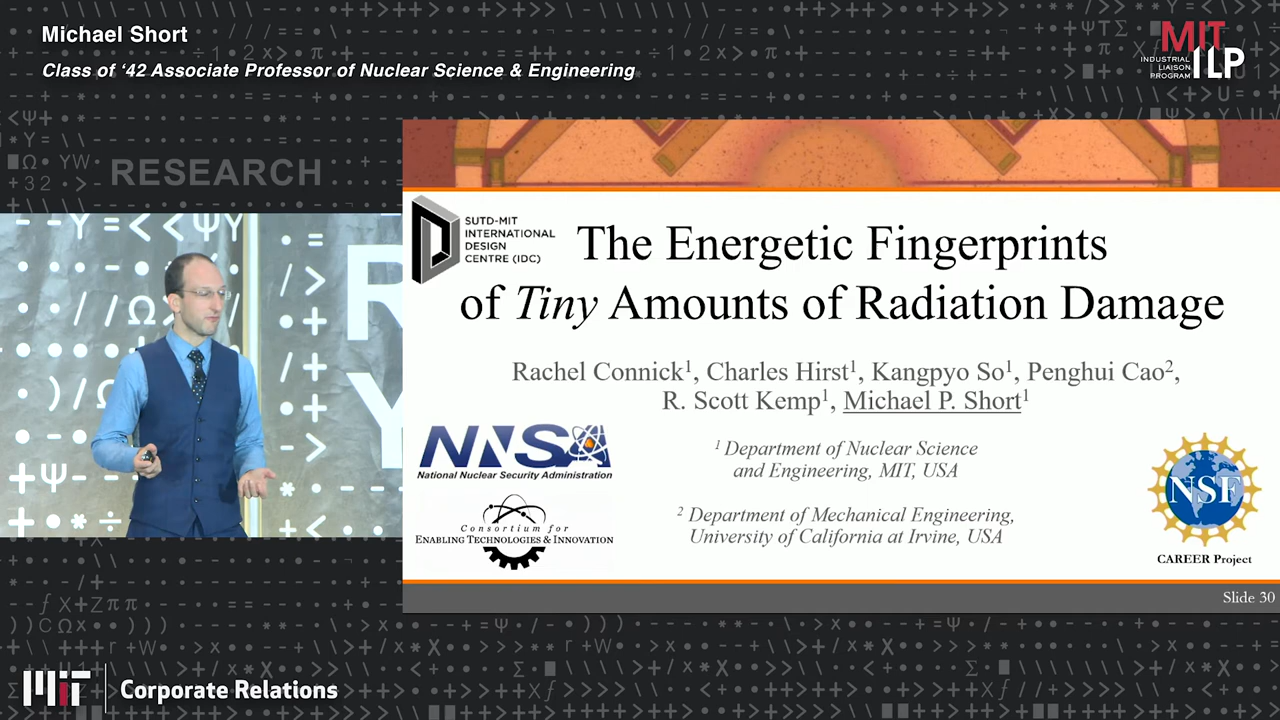 Michael Short
Class of ‘42 Associate Professor of Nuclear Science & Engineering
MIT
INDUSTRIAL
LIAISON
PROGRAM
ILP
RESEARCH
SUTD-MIT
INTERNATIONAL
DESIGN
CENTRE (IDC)
The Energetic Fingerprints
of Tiny Amounts of Radiation Damage
Rachel Connick1, Charles Hirst1, Kangpyo So1, Penghui Cao2,
R. Scott Kemp1, Michael P. Short1
NNSA
National Nuclear Security Administration
1 Department of Nuclear Science
and Engineering, MIT, USA
Consortium for
ENABLING TECHNOLOGIES & INNOVATION
2 Department of Mechanical Engineering,
University of California at Irvine, USA
NSF
CAREER Project
Slide 30
MIT
Corporate Relations